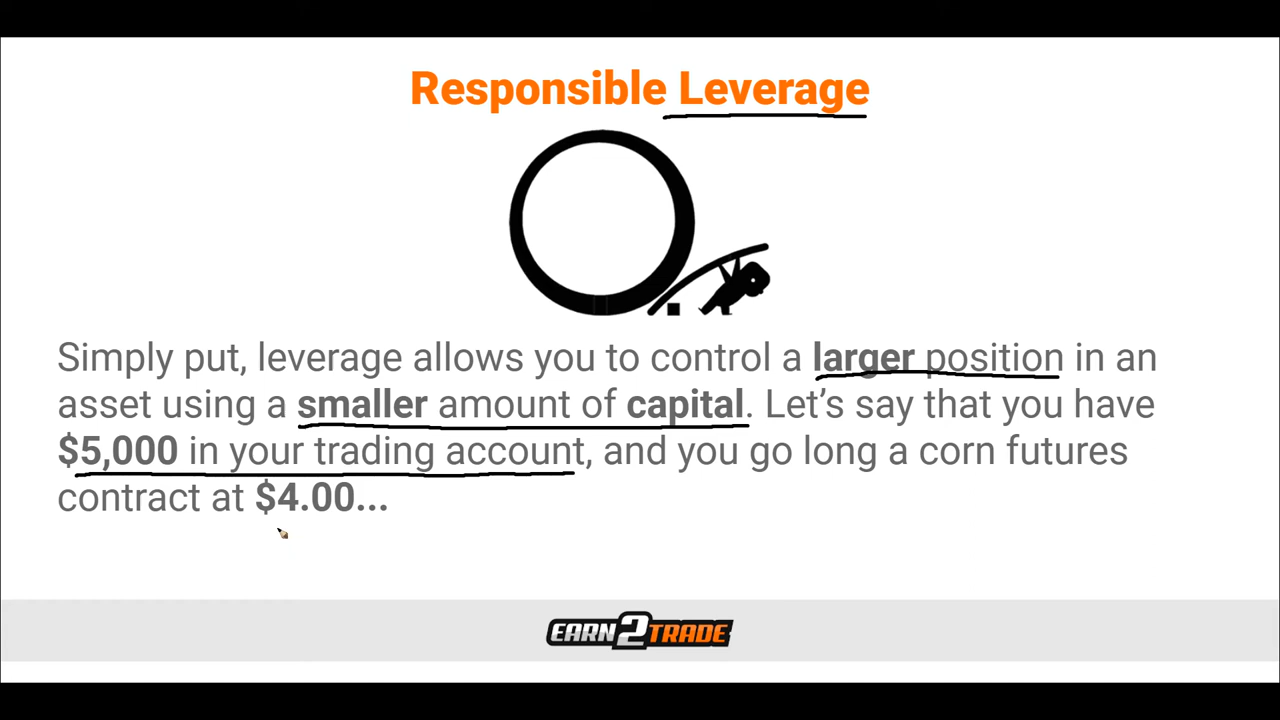 Responsible Leverage
Simply put, leverage allows you to control a larger position in an
asset using a smaller amount of capital. Let’s say that you have
$5,000 in your trading account, and you go long a corn futures
contract at $4.00...
EARN2TRADE